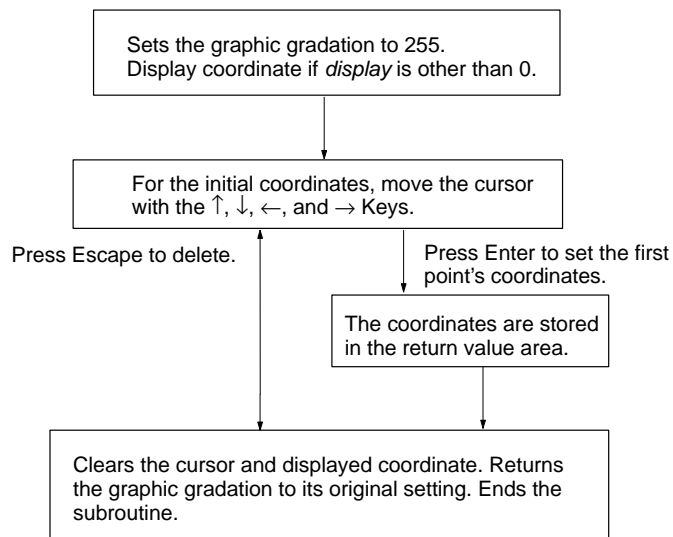 Sets the graphic gradation to 255.
Display coordinate if display is other than 0.
For the initial coordinates, move the cursor
with the ↑, ↓, ←, and → Keys.
Press Escape to delete.
Press Enter to set the first
point's coordinates.
The coordinates are stored
in the return value area.
Clears the cursor and displayed coordinate. Returns
the graphic gradation to its original setting. Ends the
subroutine.